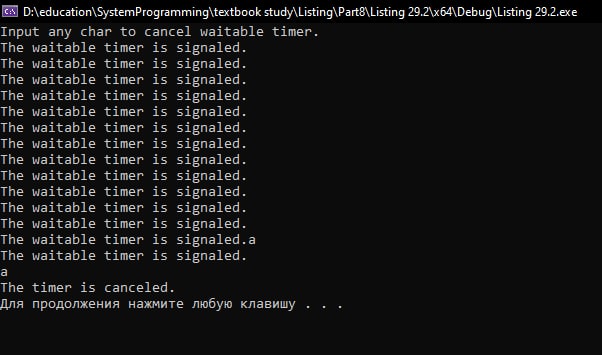 D:\education\SystemProgramming\textbook study\Listing\Part8\Listing 29.2\x64\Debug\Listing 29.2.exe
Input any char to cancel waitable timer.
The waitable timer is signaled.
The waitable timer is signaled.
The waitable timer is signaled.
The waitable timer is signaled.
The waitable timer is signaled.
The waitable timer is signaled.
The waitable timer is signaled.
The waitable timer is signaled.
The waitable timer is signaled.
The waitable timer is signaled.
The waitable timer is signaled.
The waitable timer is signaled.
The waitable timer is signaled.a
The waitable timer is signaled.
a
The timer is canceled.
Для продолжения нажмите любую клавишу . . .